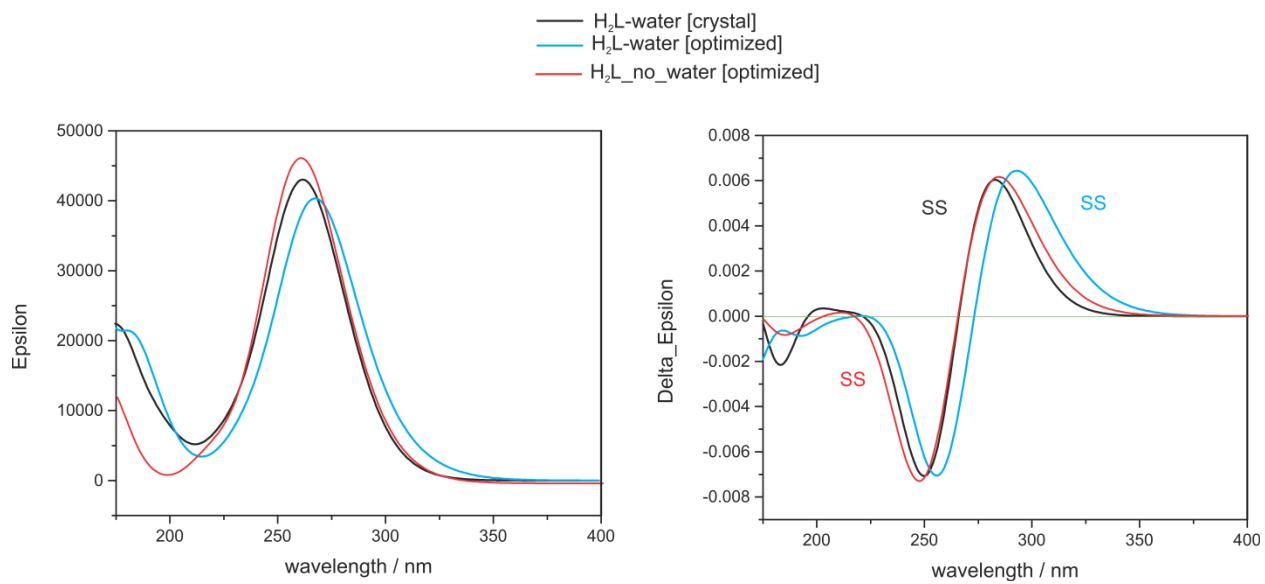 H₂L-water [crystal]
H₂L-water [optimized]
H₂L_no_water [optimized]
50000
40000
30000
20000
10000
0
Epsilon
200
250
300
350
400
wavelength / nm
0.008
0.006
0.004
0.002
0.000
-0.002
-0.004
-0.006
-0.008
Delta_Epsilon
SS
SS
SS
200
250
300
350
400
wavelength / nm